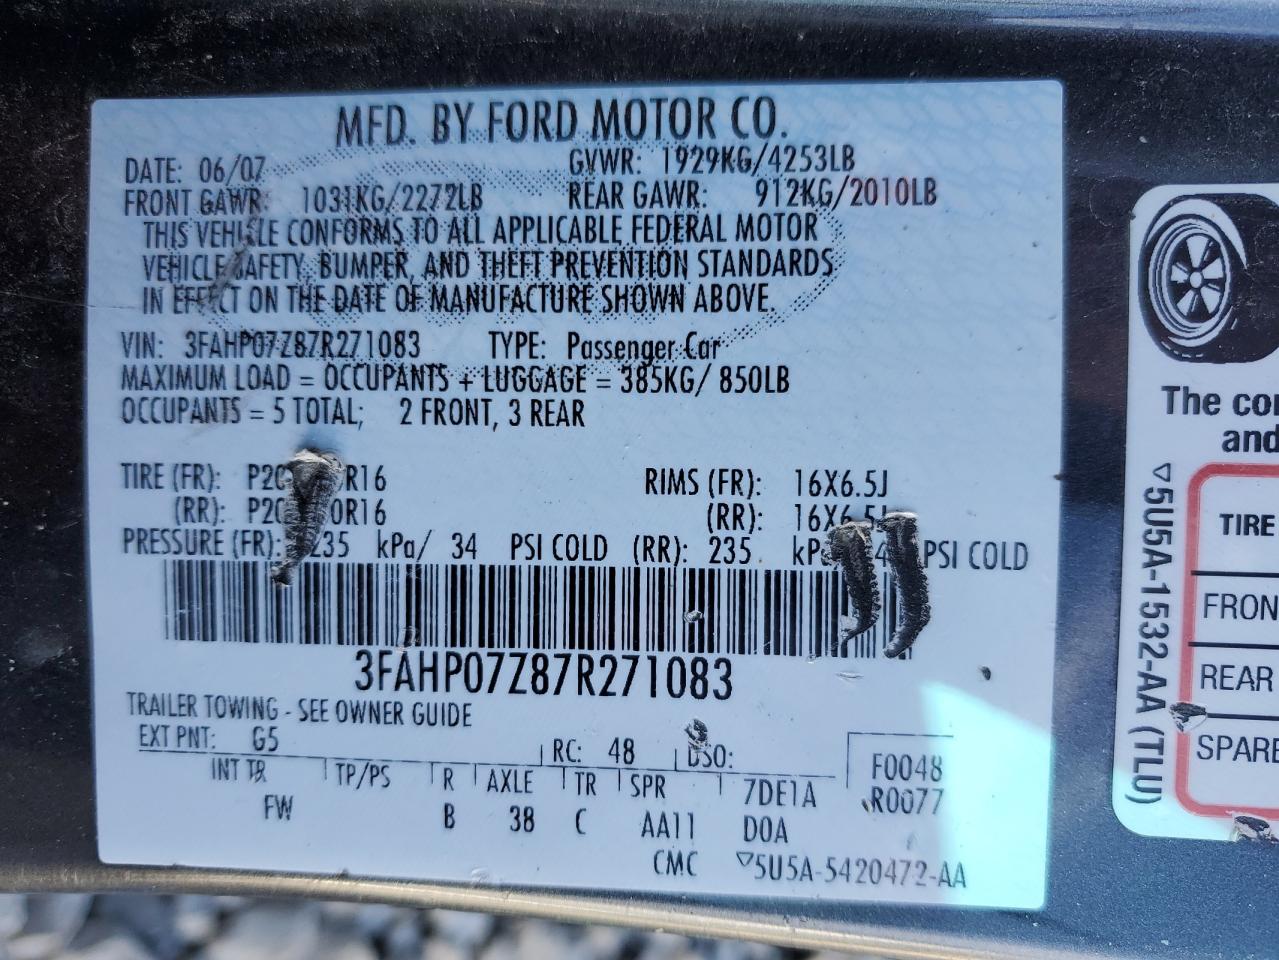 MFD. BY FORD MOTOR CO.
DATE: 06/07 GVWR: 1929KG/4253LB
FRONT GAWR: 1031KG/2272LB REAR GAWR: 912KG/2010LB
THIS VEHICLE CONFORMS TO ALL APPLICABLE FEDERAL MOTOR
VEHICLE SAFETY, BUMPER, AND THEFT PREVENTION STANDARDS
IN EFFECT ON THE DATE OF MANUFACTURE SHOWN ABOVE.
VIN: 3FAHP07Z87R271083 TYPE: Passenger Car
MAXIMUM LOAD = OCCUPANTS + LUGGAGE = 385KG/ 850LB
OCCUPANTS = 5 TOTAL; 2 FRONT, 3 REAR
TIRE (FR): RIMS (FR): 16X6.5J
(RR): (RR): 16X6.5J
PRESSURE (FR): 235 kPa/ 34 PSI COLD (RR): 235 PSI COLD
3FAHP07Z87R271083
TRAILER TOWING - SEE OWNER GUIDE
EXT PNT: G5 RC: 48 DSO:
INT TR TP/PS R AXLE TR SPR 7DE1A
FW B 38 C AA11 DOA
F0048
R0077
CMC ▽5U5A-5420472-AA
The
and
▽5U5A-1532-AA (TLU)
TIRE
REAR